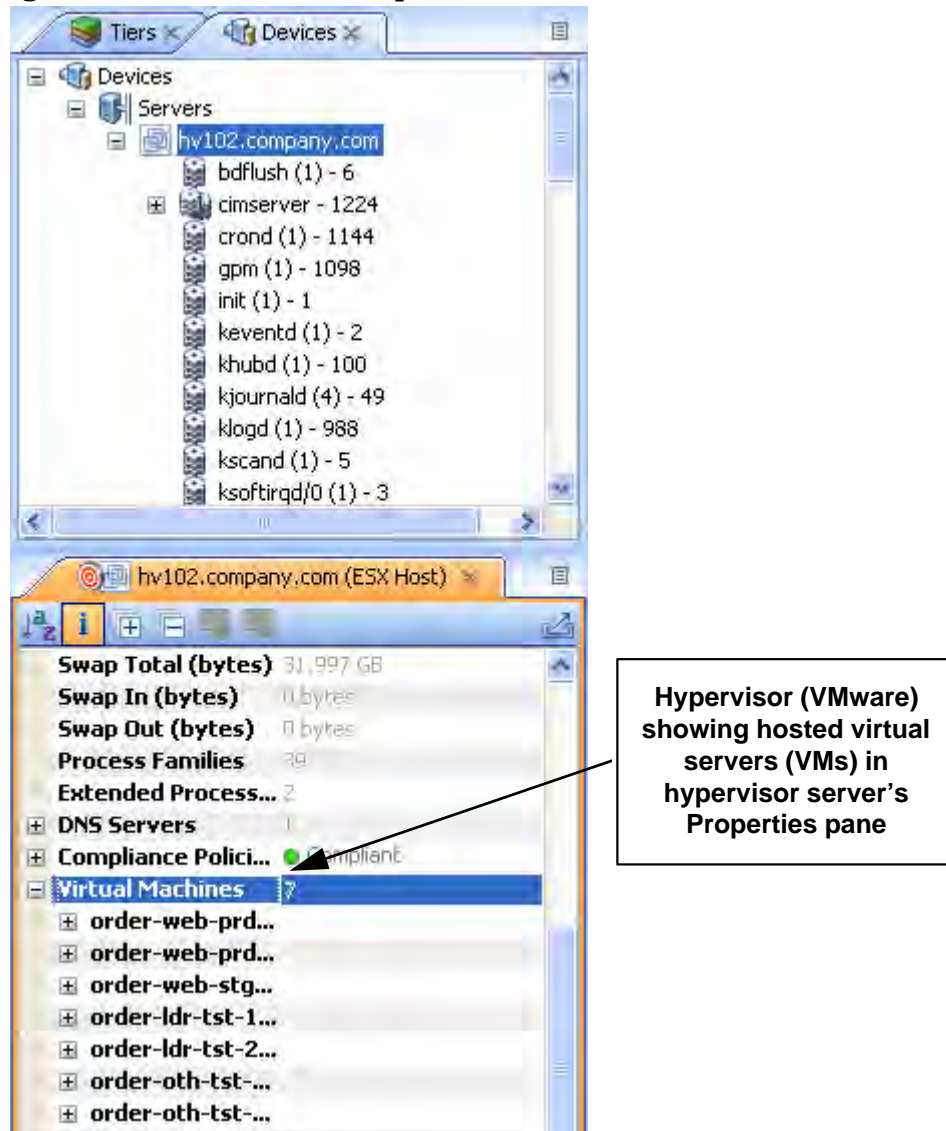 Tiers
Devices
Devices
Servers
hv102.company.com
bdflush (1) - 6
cimserver - 1224
crond (1) - 1144
gpm (1) - 1098
init (1) - 1
keventd (1) - 2
khubd (1) - 100
kjournald (4) - 49
klogd (1) - 988
kscand (1) - 5
ksoftirqd/0 (1) - 3
hv102.company.com (ESX Host)
Swap Total (bytes) 31,997 GB
Swap In (bytes) 0 bytes
Swap Out (bytes) 0 bytes
Process Families 39
Extended Process... 2
DNS Servers 1
Compliance Polici... Compliant
Virtual Machines 7
order-web-prd...
order-web-prd...
order-web-stg...
order-ldr-tst-1...
order-ldr-tst-2...
order-oth-tst-...
order-oth-tst-...
Hypervisor (VMware)
showing hosted virtual
servers (VMs) in
hypervisor server's
Properties pane